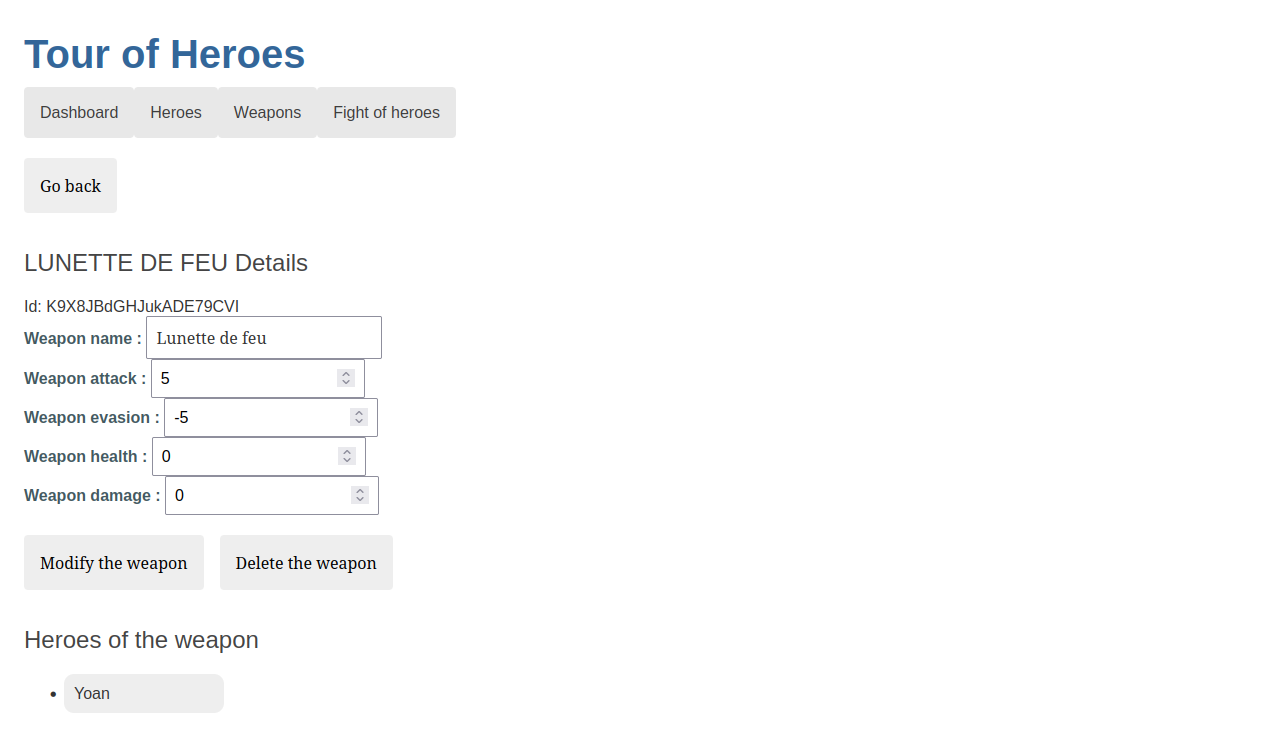 Tour of Heroes
Dashboard Heroes Weapons Fight of heroes
Go back
LUNETTE DE FEU Details
Id: K9X8JBdGHJukADE79CVI
Weapon name : Lunette de feu
Weapon attack : 5
Weapon evasion : -5
Weapon health : 0
Weapon damage : 0
Modify the weapon Delete the weapon
Heroes of the weapon
• Yoan